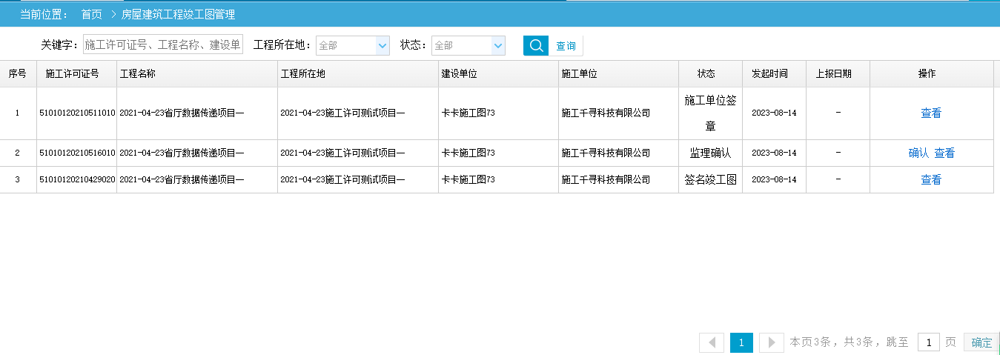 当前位置： 首页 > 房屋建筑工程竣工图管理
关键字： 施工许可证号、工程名称、建设单 工程所在地： 全部 状态： 全部 查询
序号 施工许可证号 工程名称 工程所在地 建设单位 施工单位 状态 发起时间 上报日期 操作
1 51010120210511010 2021-04-23省厅数据传递项目一 2021-04-23施工许可测试项目一 卡卡施工图73 施工千寻科技有限公司 施工单位签章 2023-08-14 - 查看
2 51010120210516010 2021-04-23省厅数据传递项目一 2021-04-23施工许可测试项目一 卡卡施工图73 施工千寻科技有限公司 监理确认 2023-08-14 - 确认 查看
3 51010120210429020 2021-04-23省厅数据传递项目一 2021-04-23施工许可测试项目一 卡卡施工图73 施工千寻科技有限公司 签名竣工图 2023-08-14 - 查看
1 本页3条，共3条，跳至 1 页 确定